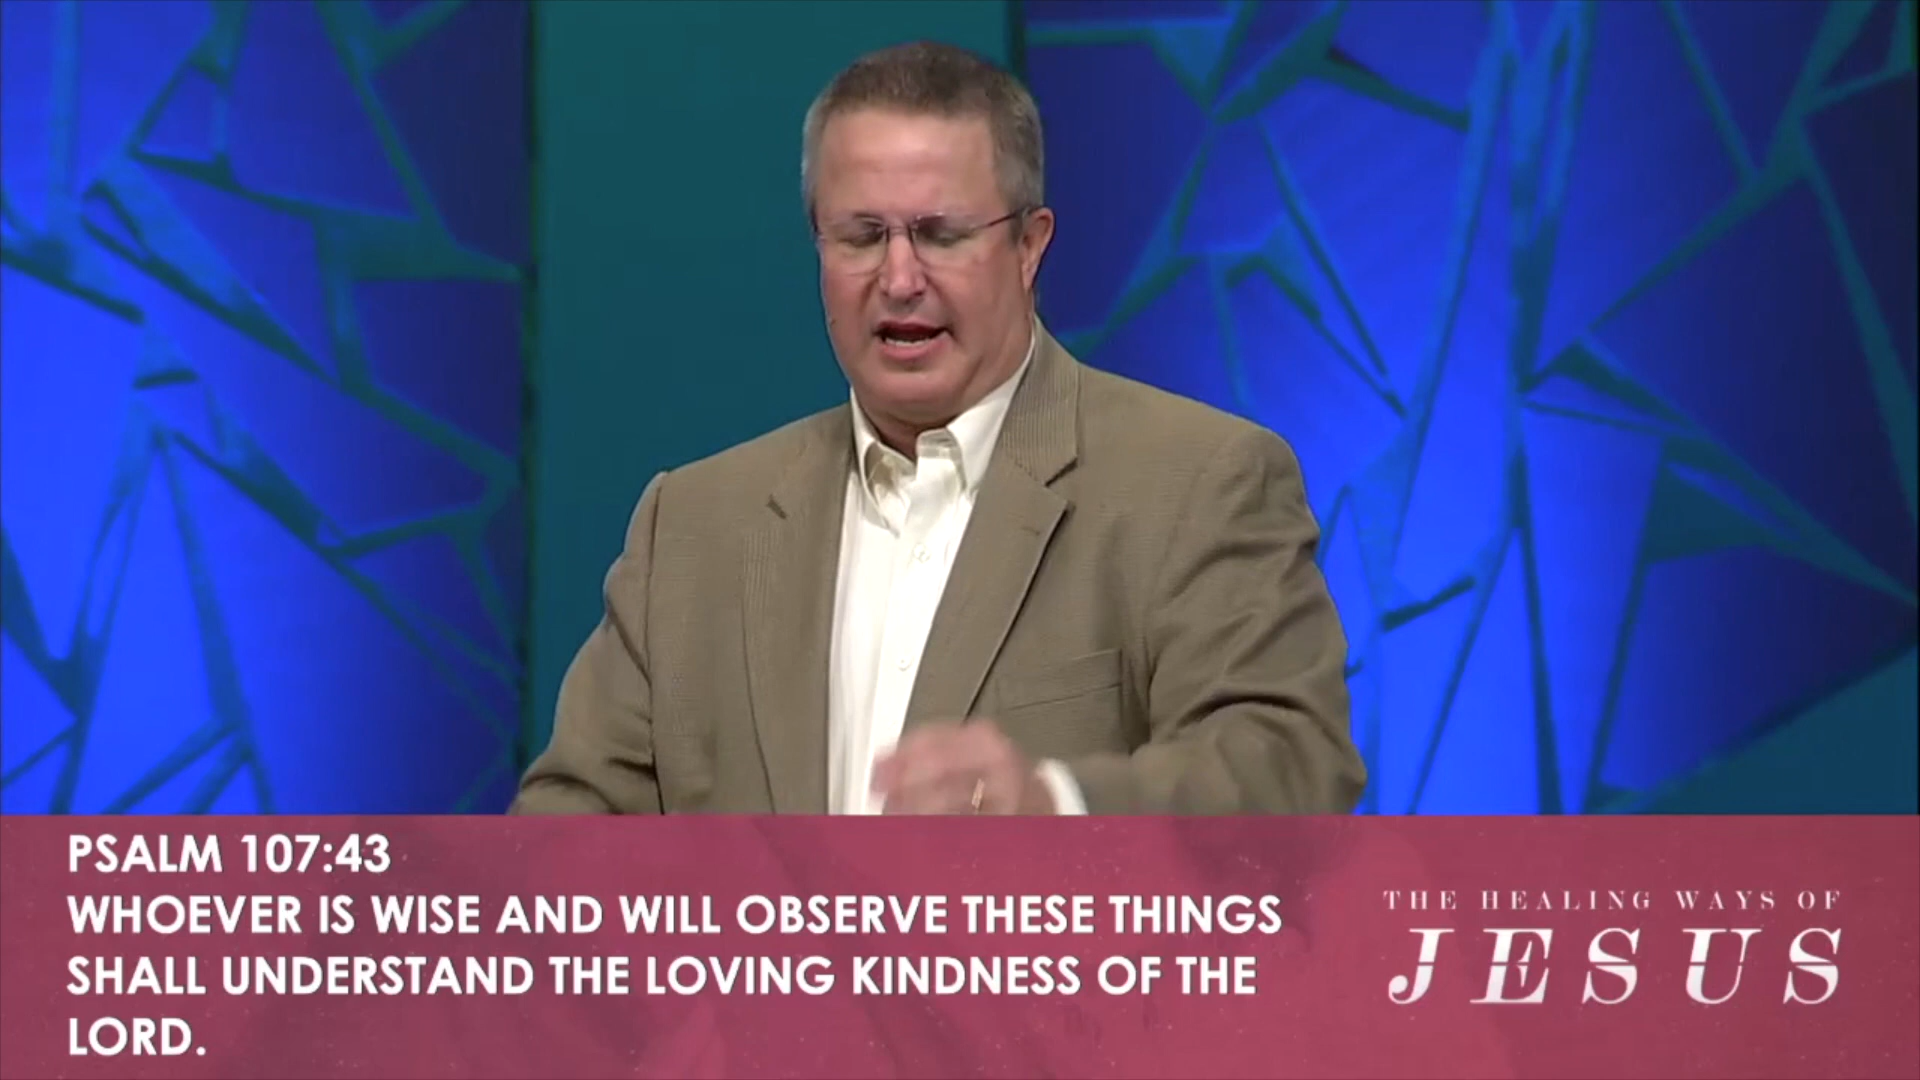 PSALM 107:43
WHOEVER IS WISE AND WILL OBSERVE THESE THINGS
SHALL UNDERSTAND THE LOVING KINDNESS OF THE
LORD.
THE HEALING WAYS OF
JESUS